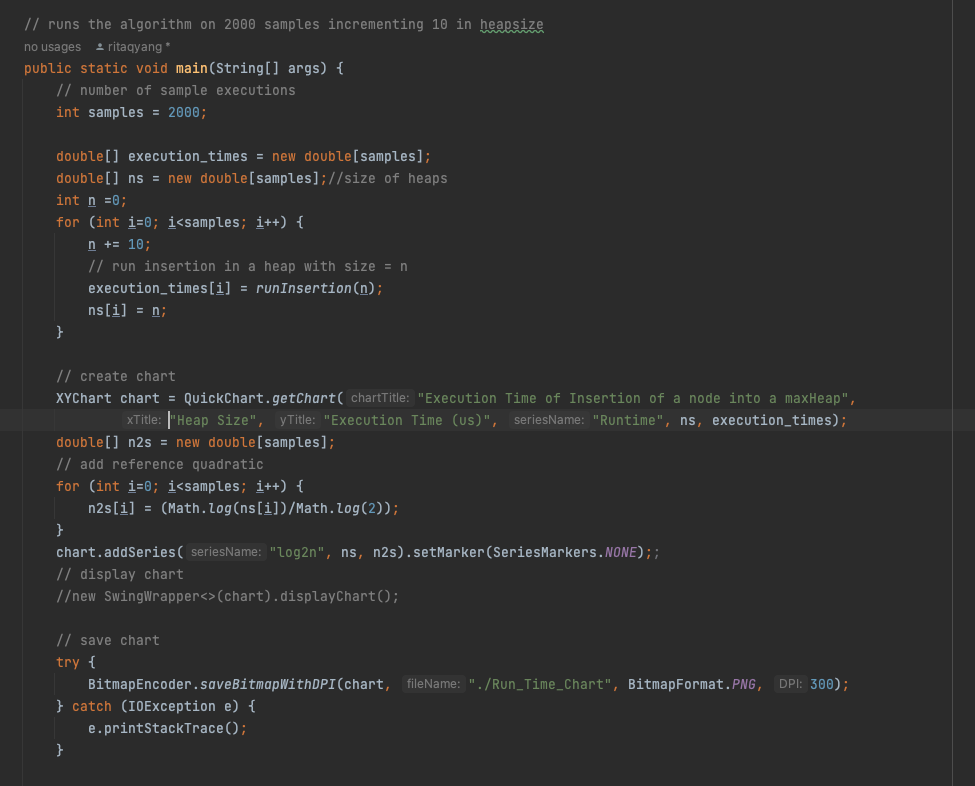 // runs the algorithm on 2000 samples incrementing 10 in heapsize
no usages ritaqyang *
public static void main(String[] args) {
// number of sample executions
int samples = 2000;
double[] execution_times = new double[samples];
double[] ns = new double[samples];//size of heaps
int n =0;
for (int i=0; i<samples; i++) {
n += 10;
// run insertion in a heap with size = n
execution_times[i] = runInsertion(n);
ns[i] = n;
}
// create chart
XYChart chart = QuickChart.getChart( chartTitle: "Execution Time of Insertion of a node into a maxHeap",
xTitle: "Heap Size", yTitle: "Execution Time (us)", seriesName: "Runtime", ns, execution_times);
double[] n2s = new double[samples];
// add reference quadratic
for (int i=0; i<samples; i++) {
n2s[i] = (Math.log(ns[i])/Math.log(2));
}
chart.addSeries( seriesName: "log2n", ns, n2s).setMarker(SeriesMarkers.NONE);;
// display chart
//new SwingWrapper<>(chart).displayChart();
// save chart
try {
BitmapEncoder.saveBitmapWithDPI(chart, fileName: "./Run_Time_Chart", BitmapFormat.PNG, DPI: 300);
} catch (IOException e) {
e.printStackTrace();
}